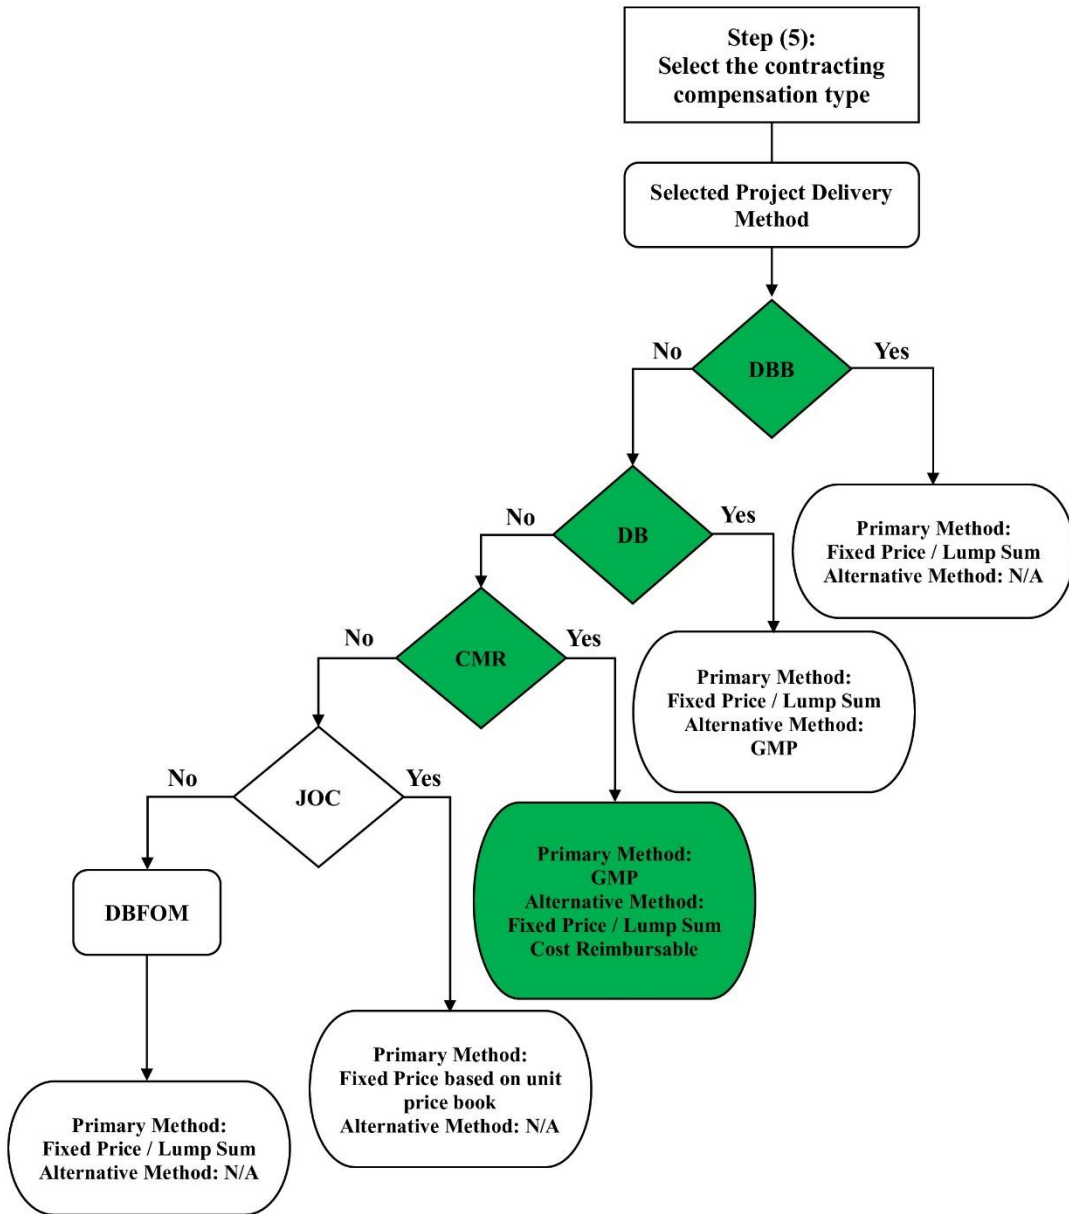 Step (5):
Select the contracting
compensation type
Selected Project Delivery
Method
No
Yes
DBB
No
Yes
DB
Primary Method:
Fixed Price / Lump Sum
Alternative Method: N/A
No
Yes
CMR
Primary Method:
Fixed Price / Lump Sum
Alternative Method:
GMP
No
Yes
JOC
Primary Method:
GMP
Alternative Method:
Fixed Price / Lump Sum
Cost Reimbursable
DBFOM
Primary Method:
Fixed Price based on unit
price book
Alternative Method: N/A
Primary Method:
Fixed Price / Lump Sum
Alternative Method: N/A